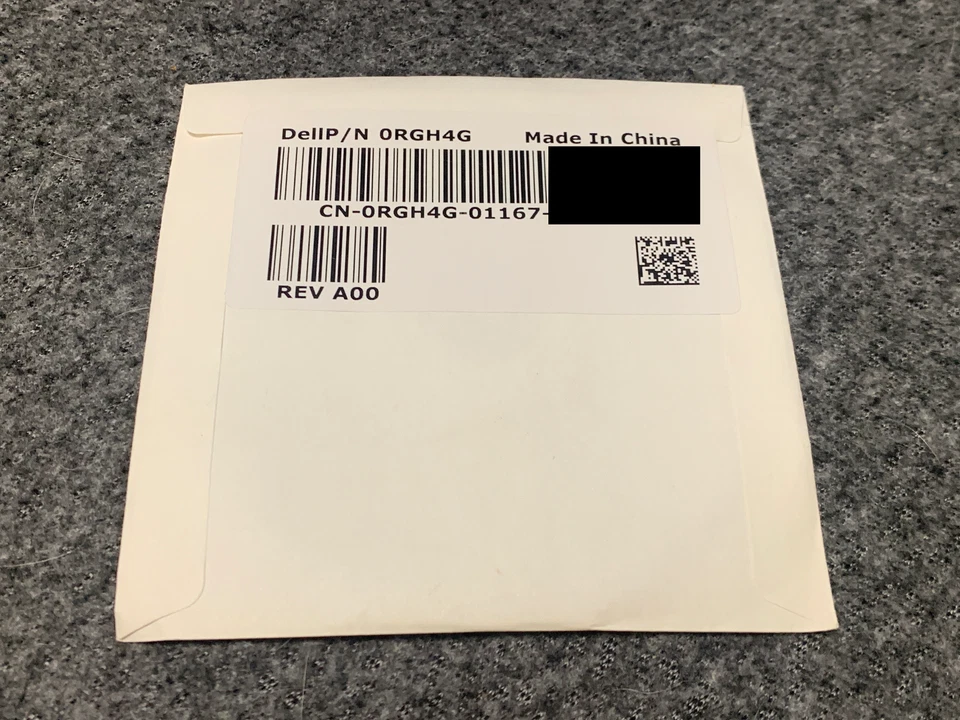 DellP/N 0RGH4G Made In China
CN-0RGH4G-01167-
REV A00